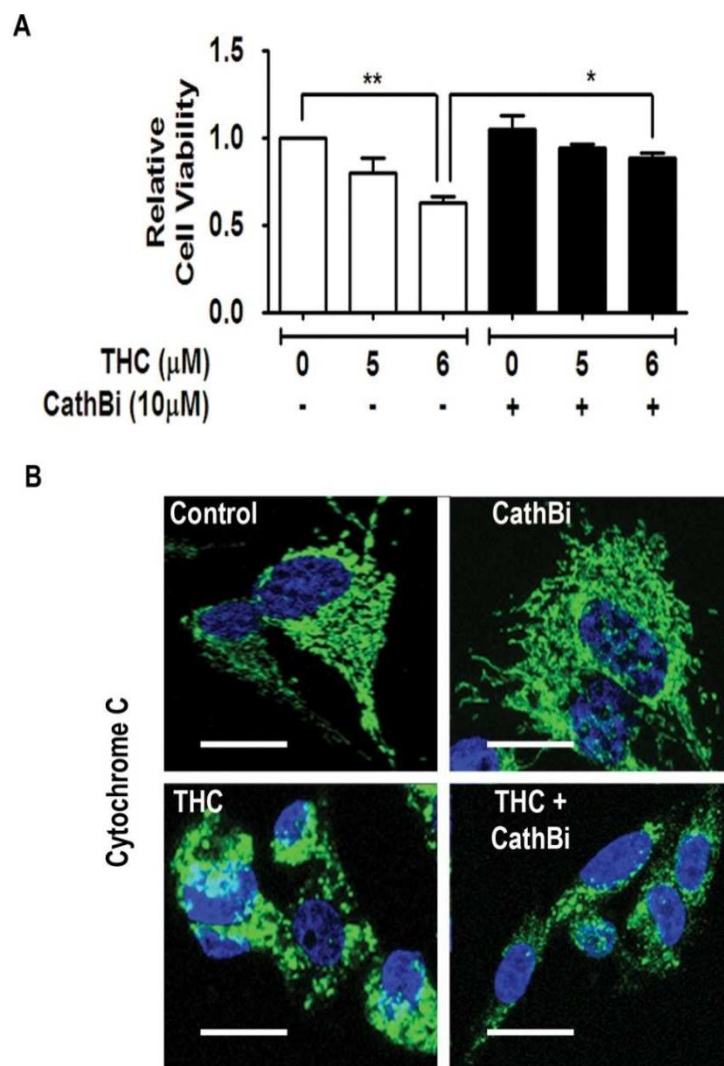 A
1.5
1.0
0.5
0.0
Relative
Cell Viability
**
*
THC (μM) 0 5 6 0 5 6
CathBi (10μM) - - - + + +
B
Cytochrome C
Control
CathBi
THC
THC +
CathBi